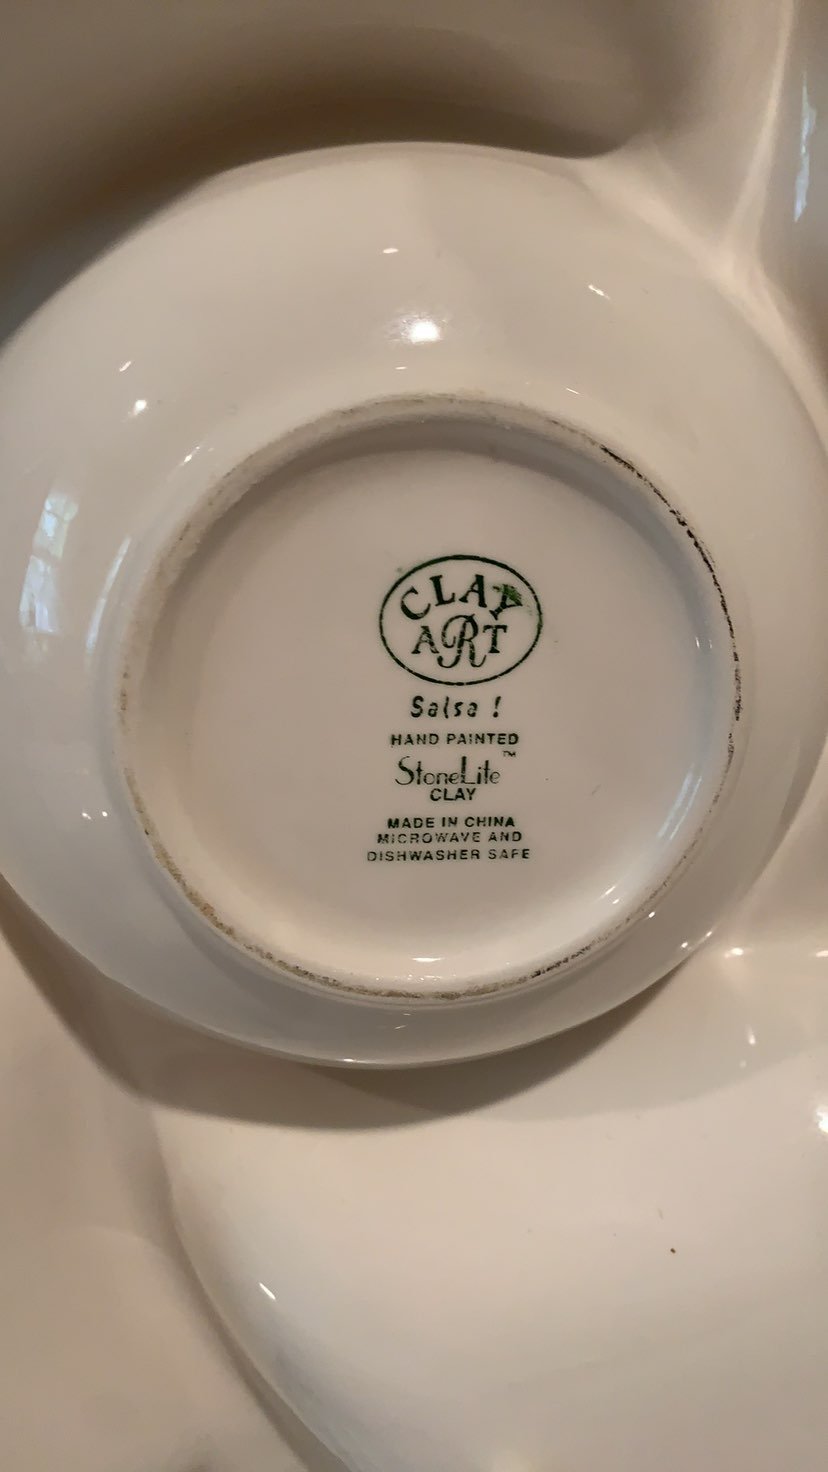 CLAY
ART
Salsa !
HAND PAINTED
StoneLite™
CLAY
MADE IN CHINA
MICROWAVE AND
DISHWASHER SAFE